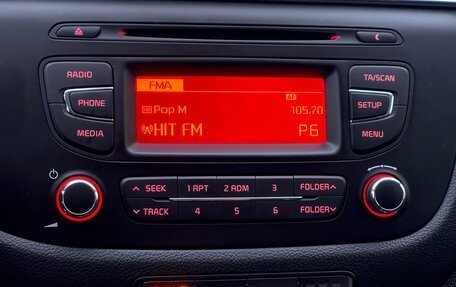 RADIO
PHONE
MEDIA
FMA
AF
Pop M 105,70
HIT FM P6
TA/SCAN
SETUP
MENU
SEEK 1 RPT 2 RDM 3 FOLDER
TRACK 4 5 6 FOLDER